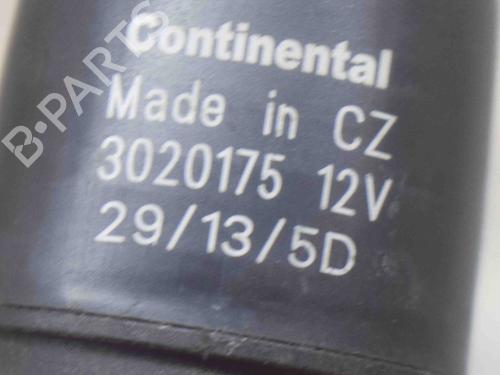 Continental
Made in CZ
3020175 12V
29/13/5D
B-PARTS